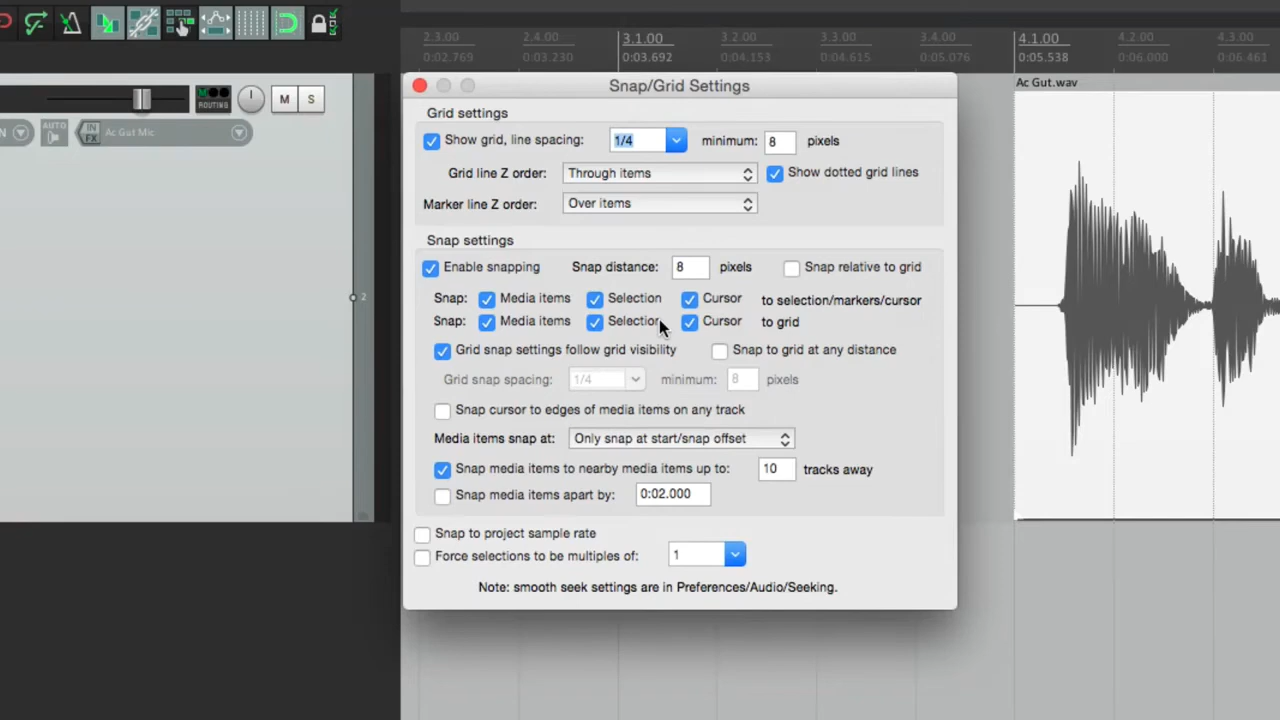 2.3.00 2.4.00 3.1.00 3.2.00 3.3.00 3.4.00 4.1.00 4.2.00 4.3.00
0:02.769 0:03.230 0:03.692 0:04.153 0:04.615 0:05.076 0:05.538 0:06.000 0:06.461
Ac Gut.wav
ROUTING M S
N AUTO IN FX Ac Gut Mic
2
Snap/Grid Settings
Grid settings
Show grid, line spacing: 1/4 minimum: 8 pixels
Grid line Z order: Through items Show dotted grid lines
Marker line Z order: Over items
Snap settings
Enable snapping Snap distance: 8 pixels Snap relative to grid
Snap: Media items Selection Cursor to selection/markers/cursor
Snap: Media items Selection Cursor to grid
Grid snap settings follow grid visibility Snap to grid at any distance
Grid snap spacing: 1/4 minimum: 8 pixels
Snap cursor to edges of media items on any track
Media items snap at: Only snap at start/snap offset
Snap media items to nearby media items up to: 10 tracks away
Snap media items apart by: 0:02.000
Snap to project sample rate
Force selections to be multiples of: 1
Note: smooth seek settings are in Preferences/Audio/Seeking.